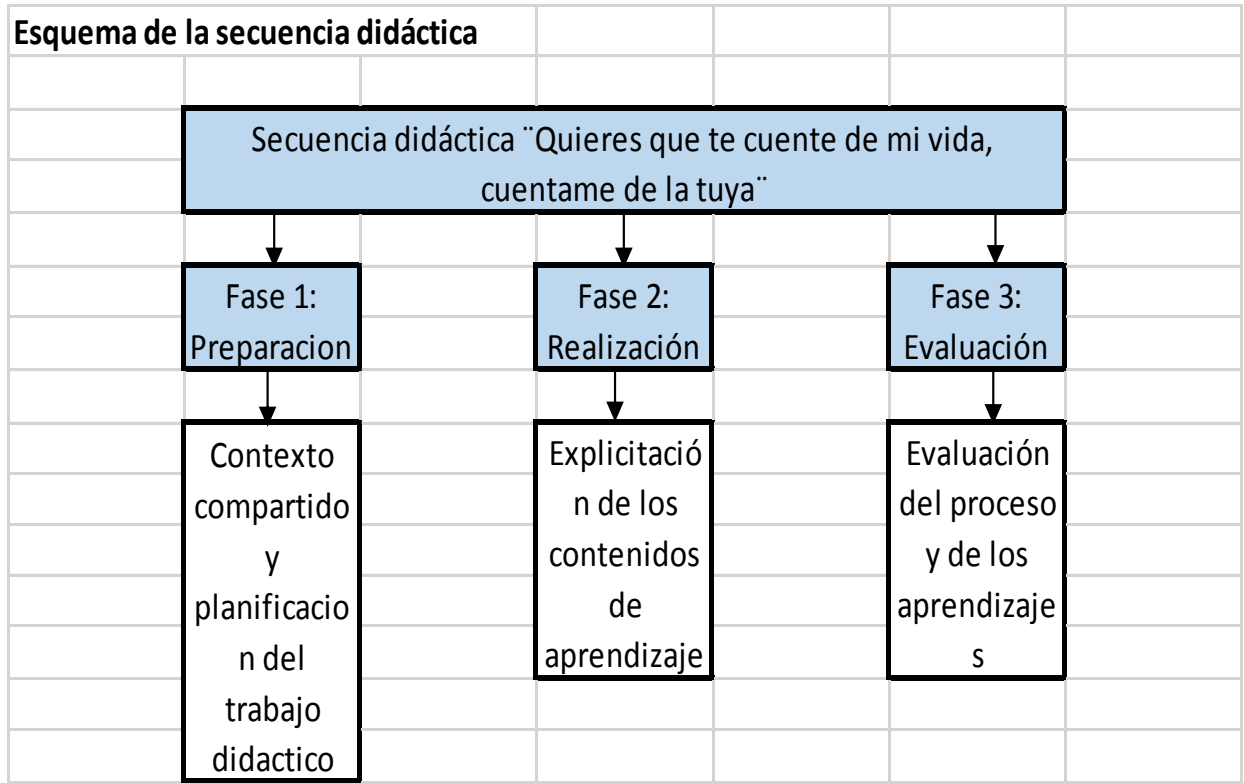 Esquema de la secuencia didáctica
Secuencia didáctica ¨Quieres que te cuente de mi vida,
cuentame de la tuya¨
Fase 1:
Preparacion
Fase 2:
Realización
Fase 3:
Evaluación
Contexto
compartido
y
planificacio
n del
trabajo
didactico
Explicitació
n de los
contenidos
de
aprendizaje
Evaluación
del proceso
y de los
aprendizaje
s